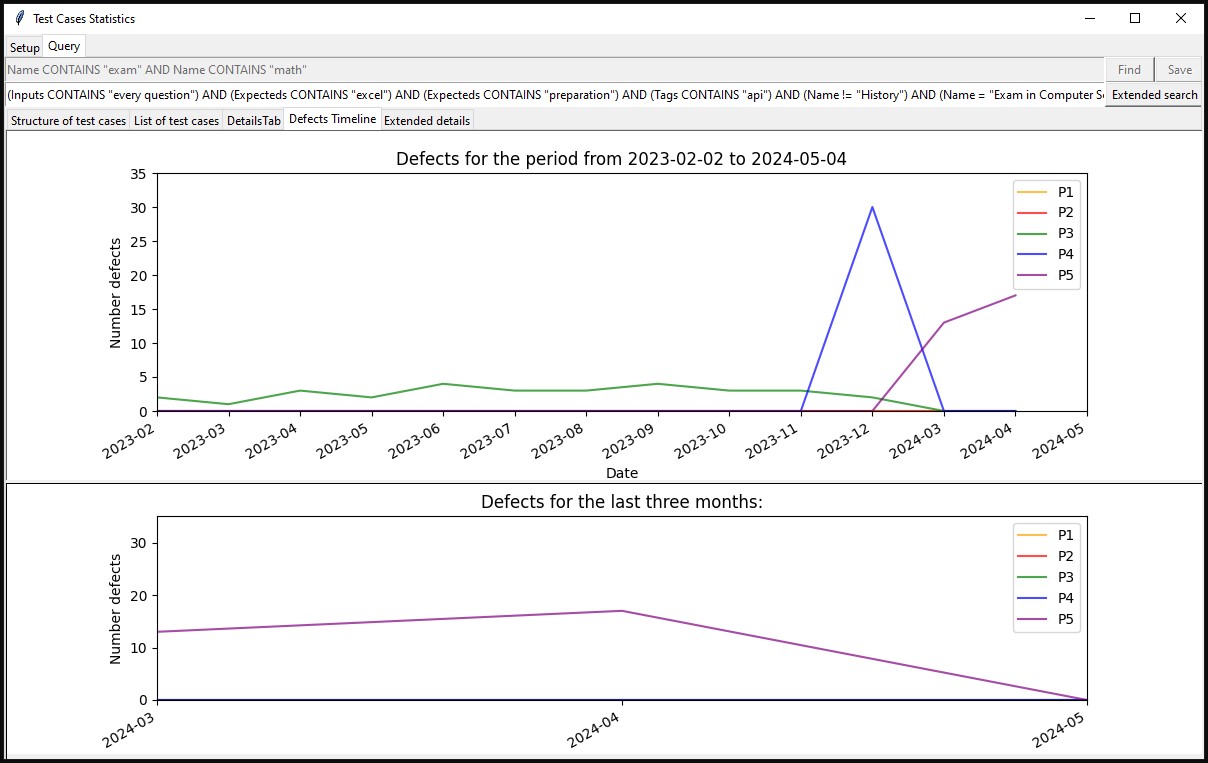 Test Cases Statistics
Setup Query
Name CONTAINS "exam" AND Name CONTAINS "math" Find Save
(Inputs CONTAINS "every question") AND (Expecteds CONTAINS "excel") AND (Expecteds CONTAINS "preparation") AND (Tags CONTAINS "api") AND (Name != "History") AND (Name = "Exam in Computer Sc Extended search
Structure of test cases List of test cases DetailsTab Defects Timeline Extended details
Defects for the period from 2023-02-02 to 2024-05-04
35
30
25
20
15
10
5
0
Number defects
P1
P2
P3
P4
P5
2023-02 2023-03 2023-04 2023-05 2023-06 2023-07 2023-08 2023-09 2023-10 2023-11 2023-12 2024-03 2024-04 2024-05
Date
Defects for the last three months:
30
20
10
0
Number defects
P1
P2
P3
P4
P5
2024-03 2024-04 2024-05